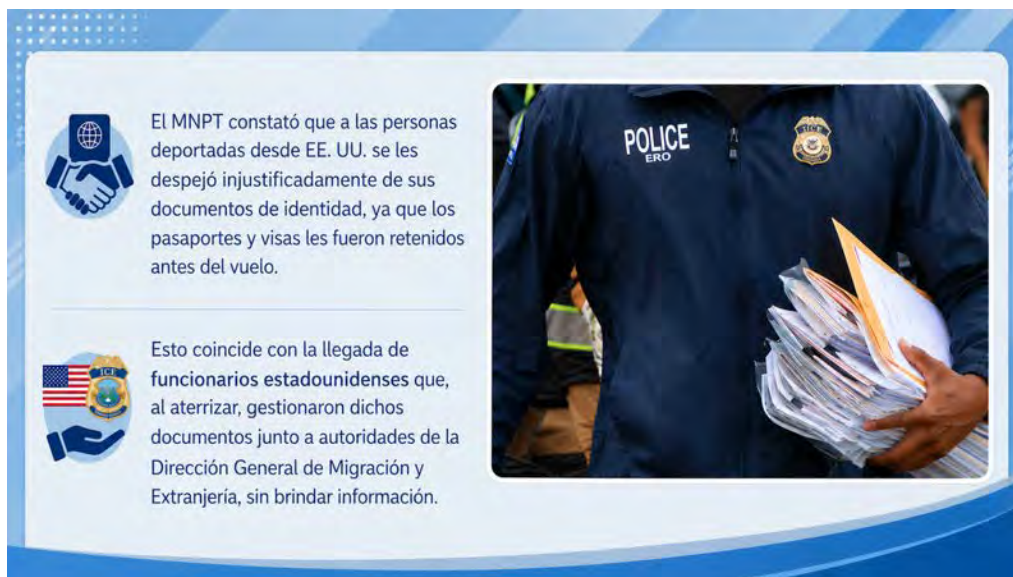 El MNPT constató que a las personas
deportadas desde EE. UU. se les
despejó injustificadamente de sus
documentos de identidad, ya que los
pasaportes y visas les fueron retenidos
antes del vuelo.
Esto coincide con la llegada de
funcionarios estadounidenses que,
al aterrizar, gestionaron dichos
documentos junto a autoridades de la
Dirección General de Migración y
Extranjería, sin brindar información.
ICE
POLICE
ERO